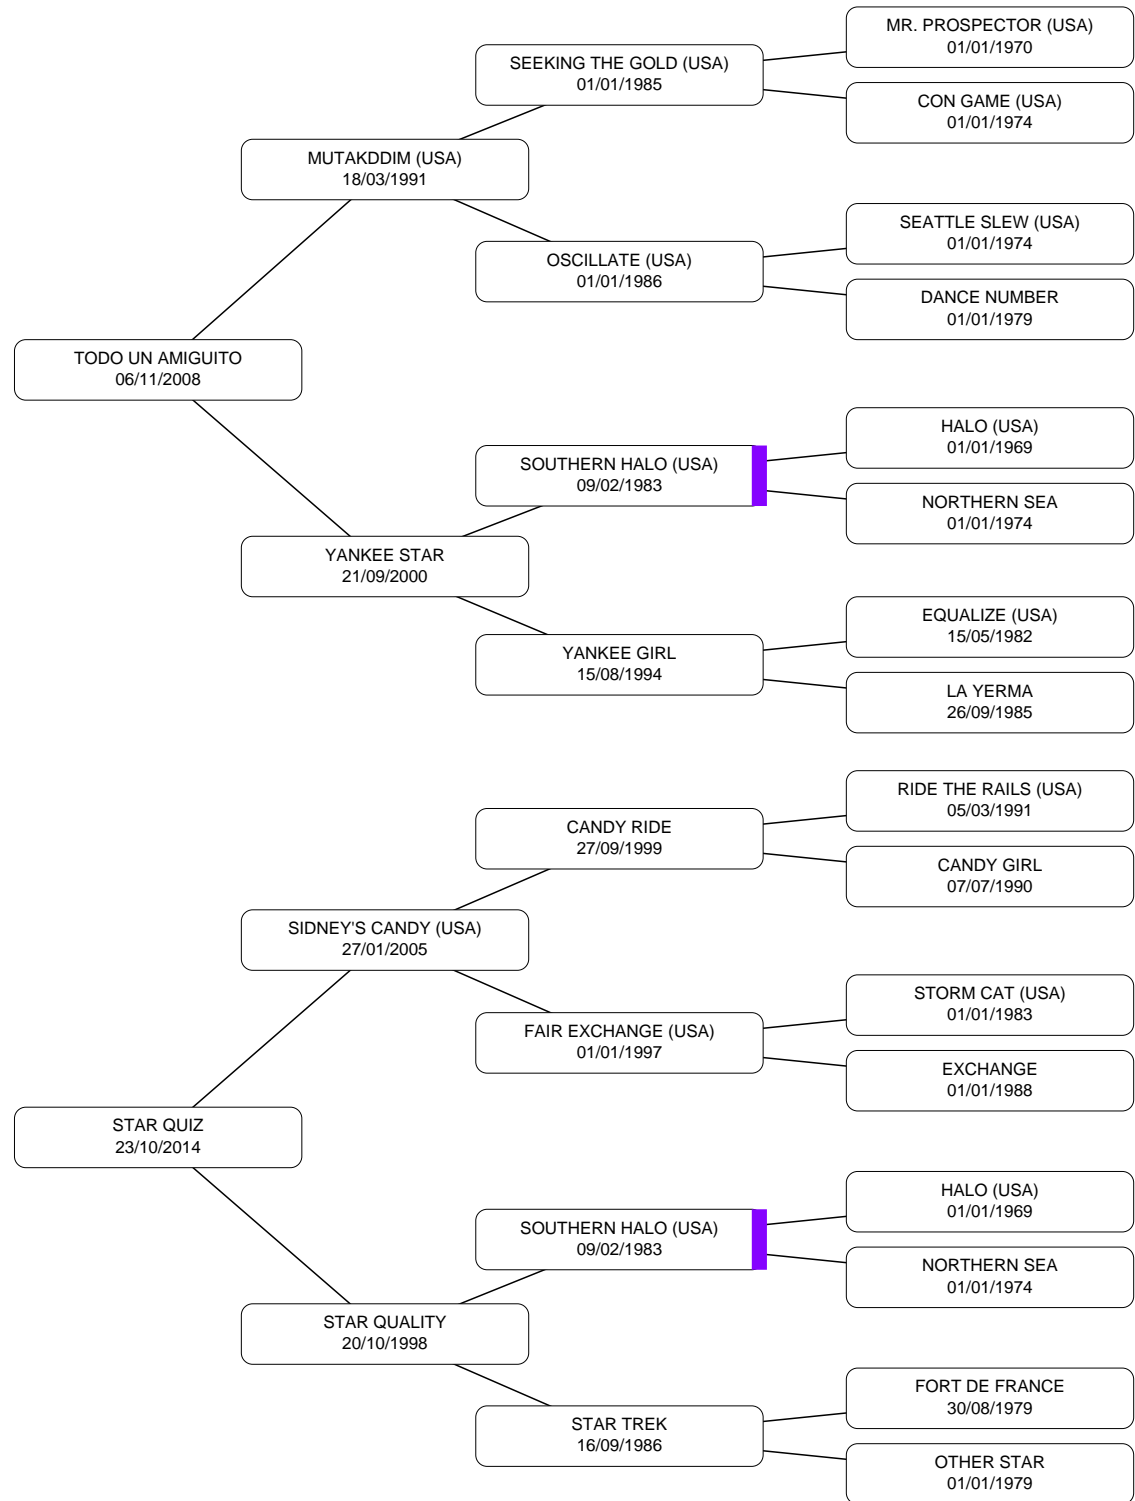 MR. PROSPECTOR (USA)
01/01/1970
SEEKING THE GOLD (USA)
01/01/1985
CON GAME (USA)
01/01/1974
MUTAKDDIM (USA)
18/03/1991
SEATTLE SLEW (USA)
01/01/1974
OSCILLATE (USA)
01/01/1986
DANCE NUMBER
01/01/1979
TODO UN AMIGUITO
06/11/2008
HALO (USA)
01/01/1969
SOUTHERN HALO (USA)
09/02/1983
NORTHERN SEA
01/01/1974
YANKEE STAR
21/09/2000
EQUALIZE (USA)
15/05/1982
YANKEE GIRL
15/08/1994
LA YERMA
26/09/1985
RIDE THE RAILS (USA)
05/03/1991
CANDY RIDE
27/09/1999
CANDY GIRL
07/07/1990
SIDNEY'S CANDY (USA)
27/01/2005
STORM CAT (USA)
01/01/1983
FAIR EXCHANGE (USA)
01/01/1997
EXCHANGE
01/01/1988
STAR QUIZ
23/10/2014
HALO (USA)
01/01/1969
SOUTHERN HALO (USA)
09/02/1983
NORTHERN SEA
01/01/1974
STAR QUALITY
20/10/1998
FORT DE FRANCE
30/08/1979
STAR TREK
16/09/1986
OTHER STAR
01/01/1979